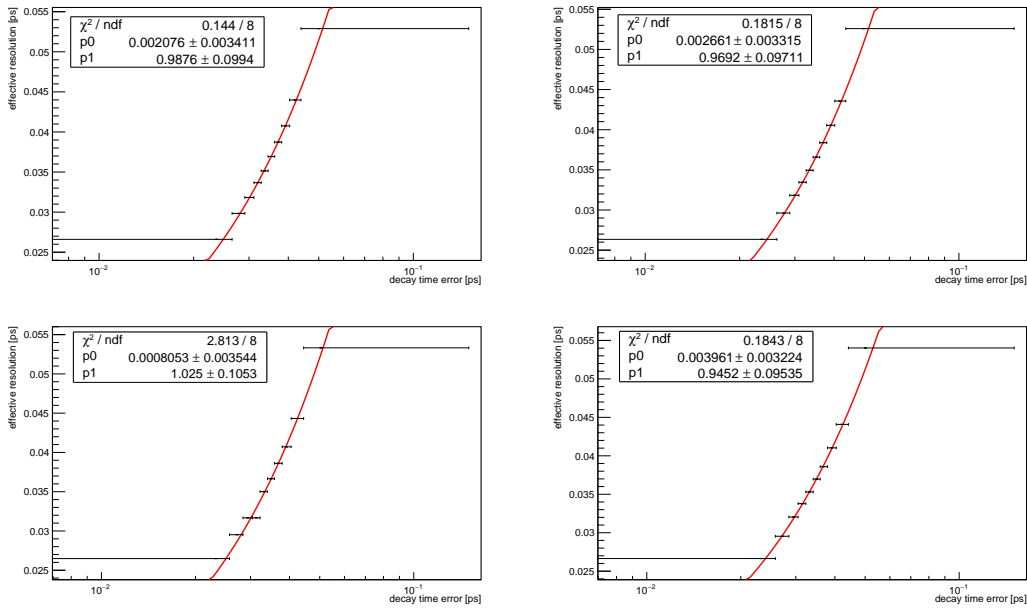 effective resolution [ps]
χ² / ndf 0.144 / 8
p0 0.002076 ± 0.003411
p1 0.9876 ± 0.0994
0.055
0.05
0.045
0.04
0.035
0.03
0.025
10⁻² 10⁻¹
decay time error [ps]
effective resolution [ps]
χ² / ndf 0.1815 / 8
p0 0.002661 ± 0.003315
p1 0.9692 ± 0.09711
0.055
0.05
0.045
0.04
0.035
0.03
0.025
10⁻² 10⁻¹
decay time error [ps]
effective resolution [ps]
χ² / ndf 2.813 / 8
p0 0.0008053 ± 0.003544
p1 1.025 ± 0.1053
0.055
0.05
0.045
0.04
0.035
0.03
0.025
10⁻² 10⁻¹
decay time error [ps]
effective resolution [ps]
χ² / ndf 0.1843 / 8
p0 0.003961 ± 0.003224
p1 0.9452 ± 0.09535
0.055
0.05
0.045
0.04
0.035
0.03
0.025
10⁻² 10⁻¹
decay time error [ps]